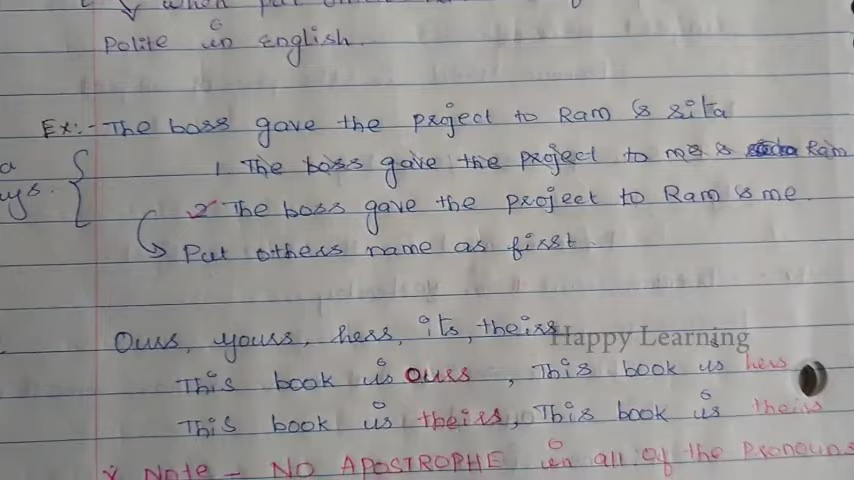 when put
Polite in English
Ex:- The boss gave the project to Ram & sita
1. The boss gave the project to me & Ram
2 The boss gave the project to Ram & me.
Put others name as first.
Ours, yours, hers, its, theirs
Happy Learning
This book is ours, This book is hers
This book is theirs, This book is theirs
Note - NO APOSTROPHE in all of the Pronouns